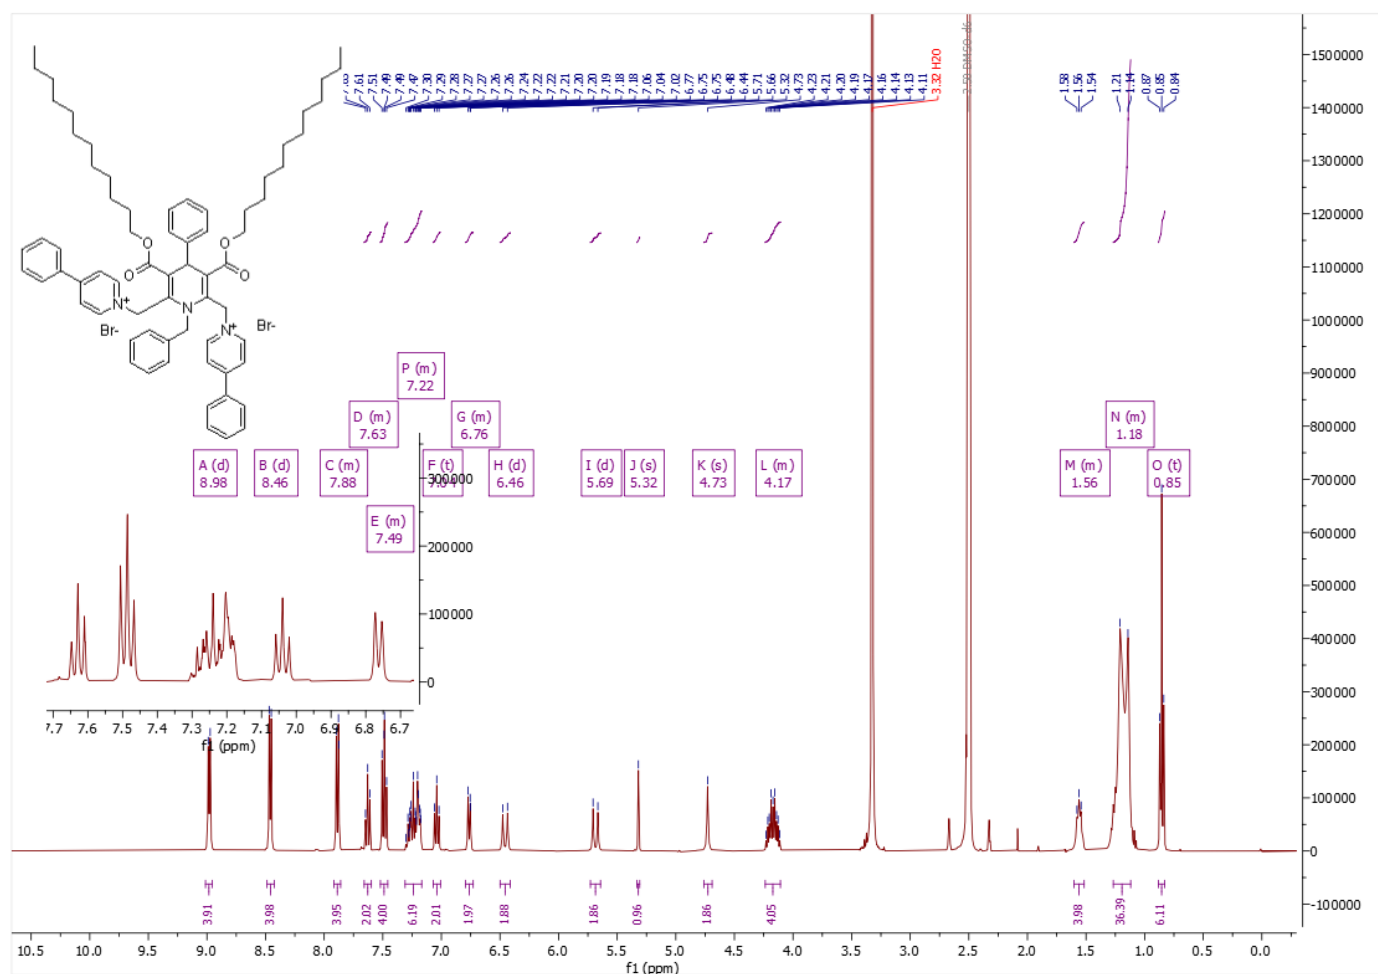 7.65 7.61 7.51 7.49 7.49 7.47 7.30 7.29 7.28 7.27 7.27 7.26 7.26 7.24 7.22 7.22 7.21 7.20 7.20 7.19 7.18 7.18 7.06 7.04 7.02 6.77 6.75 6.75 6.48 6.44 5.71 5.66 5.32 4.73 4.23 4.21 4.20 4.19 4.17 4.16 4.14 4.13 4.11 3.32 H2O 2.50 DMSO-d6 1.58 1.56 1.54 1.21 1.14 0.87 0.85 0.84
O O
O O
N+ N N+
Br- Br-
P (m)
7.22
D (m) G (m) N (m)
7.63 6.76 1.18
A (d) B (d) C (m) F (t) H (d) I (d) J (s) K (s) L (m) M (m) O (t)
8.98 8.46 7.88 7.04 6.46 5.69 5.32 4.73 4.17 1.56 0.85
E (m)
7.49
300000
200000
100000
0
7.7 7.6 7.5 7.4 7.3 7.2 7.1 7.0 6.9 6.8 6.7
f1 (ppm)
1500000
1400000
1300000
1200000
1100000
1000000
900000
800000
700000
600000
500000
400000
300000
200000
100000
0
-100000
3.91 3.98 3.95 2.02 4.00 6.19 2.01 1.97 1.88 1.86 0.96 1.86 4.05 3.98 36.39 6.11
10.5 10.0 9.5 9.0 8.5 8.0 7.5 7.0 6.5 6.0 5.5 5.0 4.5 4.0 3.5 3.0 2.5 2.0 1.5 1.0 0.5 0.0
f1 (ppm)